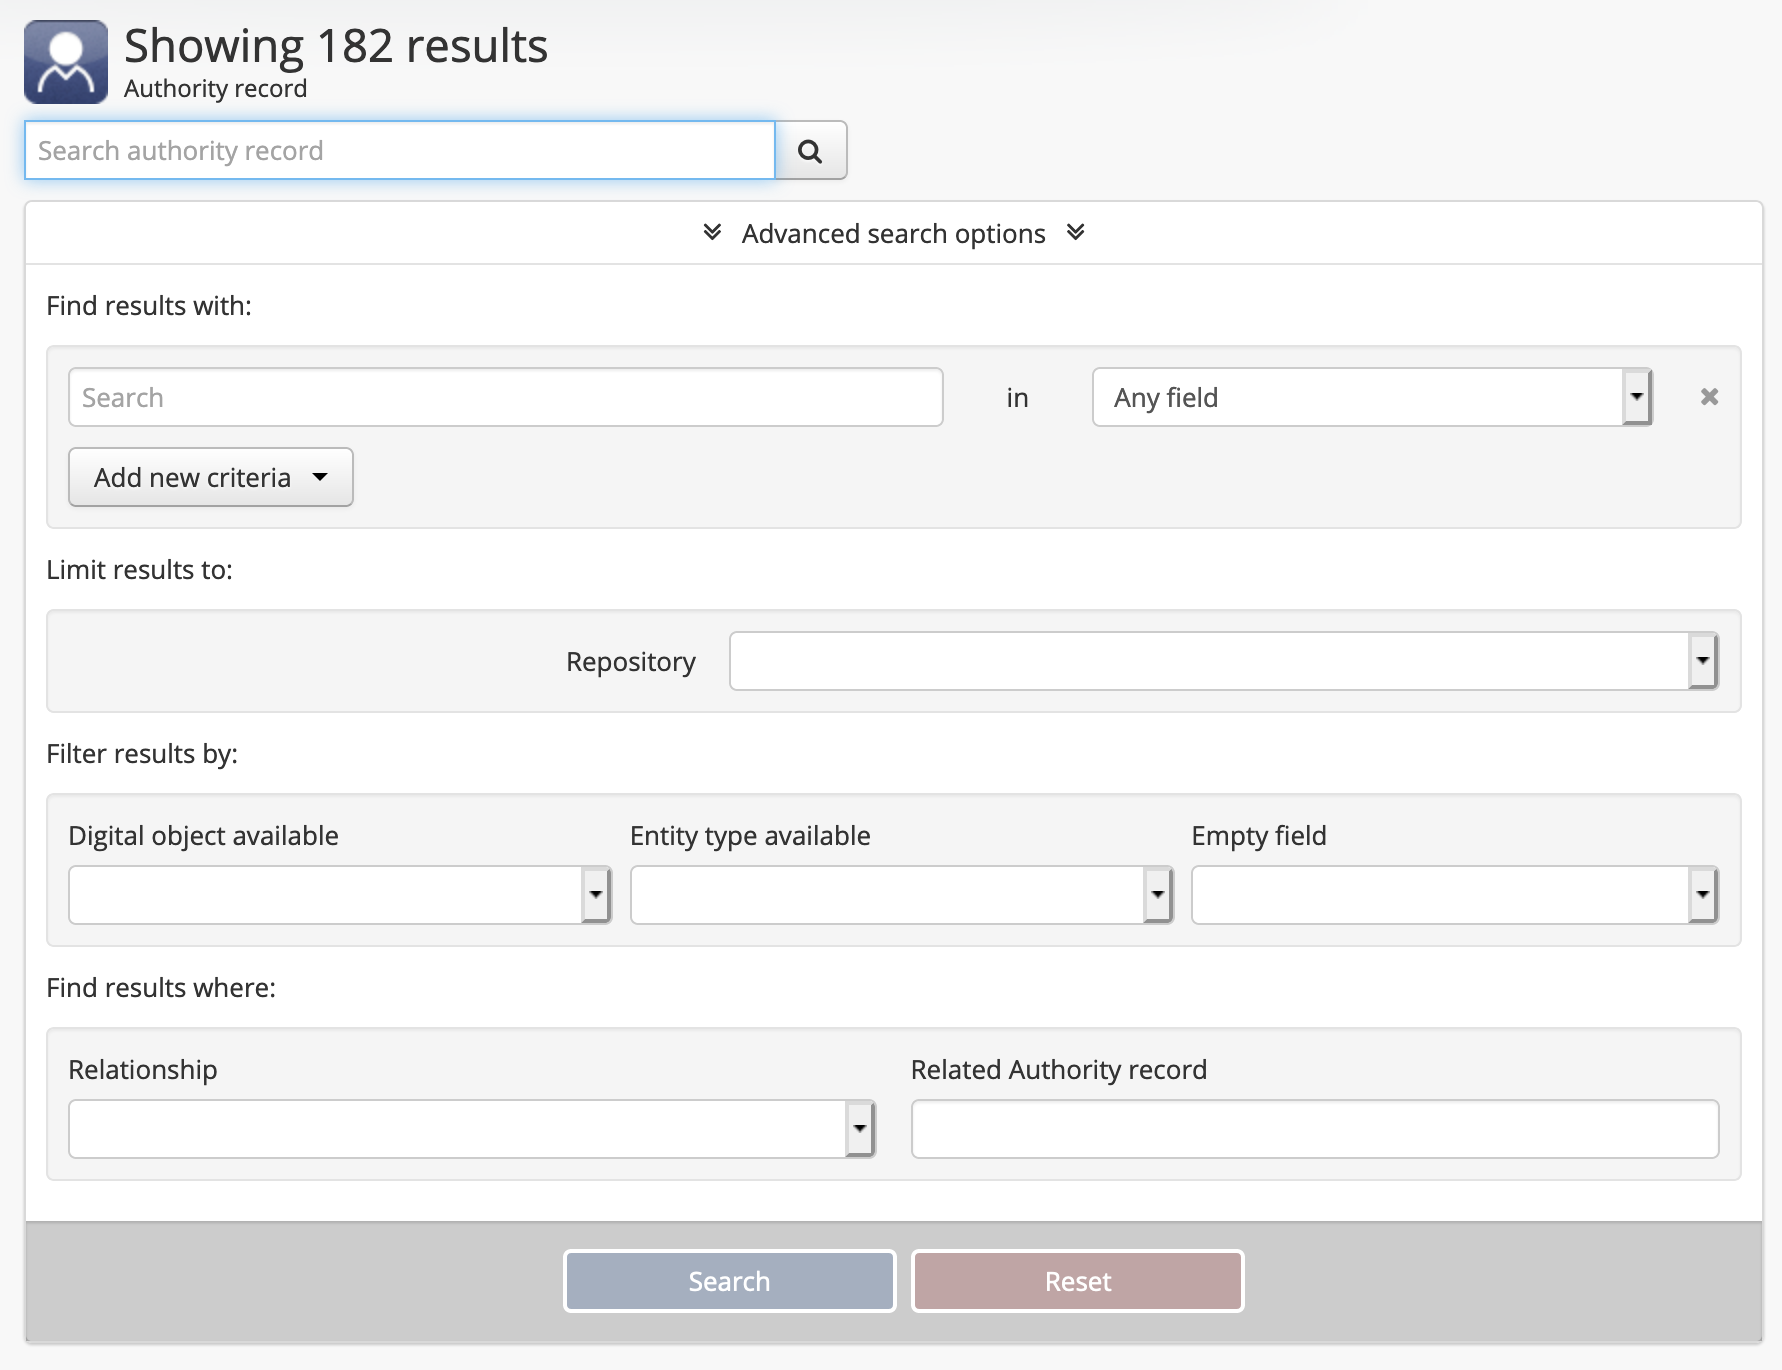 Showing 182 results
Authority record
Search authority record
Advanced search options
Find results with:
Search in Any field
Add new criteria
Limit results to:
Repository
Filter results by:
Digital object available Entity type available Empty field
Find results where:
Relationship Related Authority record
Search Reset